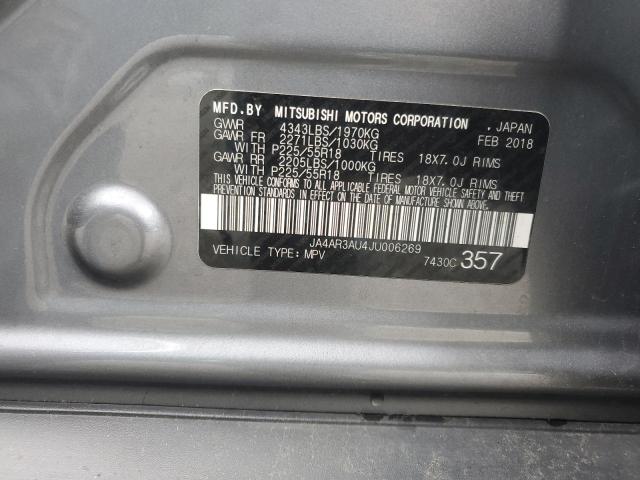 MFD.BY MITSUBISHI MOTORS CORPORATION , JAPAN
GVWR 4343LBS/1970KG FEB 2018
GAWR FR 2271LBS/1030KG
WITH P225/55R18 TIRES 18X7.0J RIMS
GAWR RR 2205LBS/1000KG
WITH P225/55R18 TIRES 18X7.0J RIMS
THIS VEHICLE CONFORMS TO ALL APPLICABLE FEDERAL MOTOR VEHICLE SAFETY AND THEFT
PREVENTION STANDARDS IN EFFECT ON THE DATE OF MANUFACTURE SHOWN ABOVE.
JA4AR3AU4JU006269
VEHICLE TYPE: MPV 7430C 357